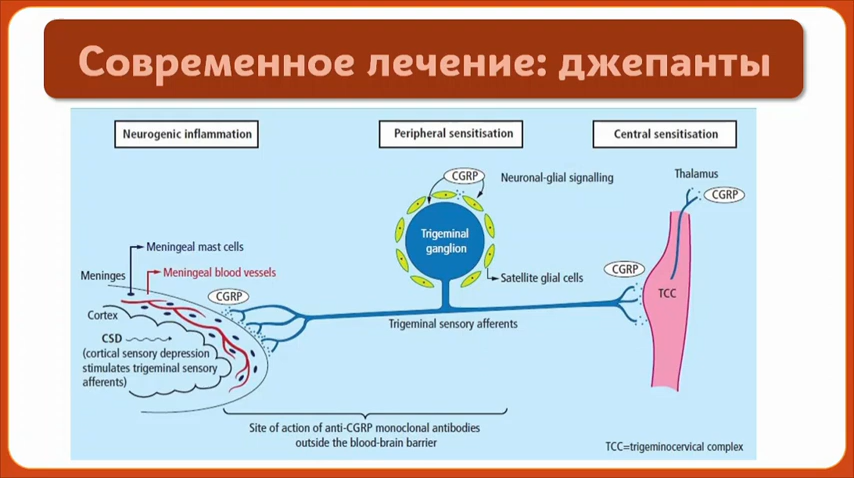 Современное лечение: джепанты
Neurogenic inflammation
Peripheral sensitisation
Central sensitisation
CGRP
Neuronal-glial signalling
Thalamus
CGRP
Trigeminal
ganglion
Meningeal mast cells
Meninges
Meningeal blood vessels
Satellite glial cells
CGRP
CGRP
TCC
Cortex
Trigeminal sensory afferents
CSD
(cortical sensory depression
stimulates trigeminal sensory
afferents)
Site of action of anti-CGRP monoclonal antibodies
outside the blood-brain barrier
TCC=trigeminocervical complex